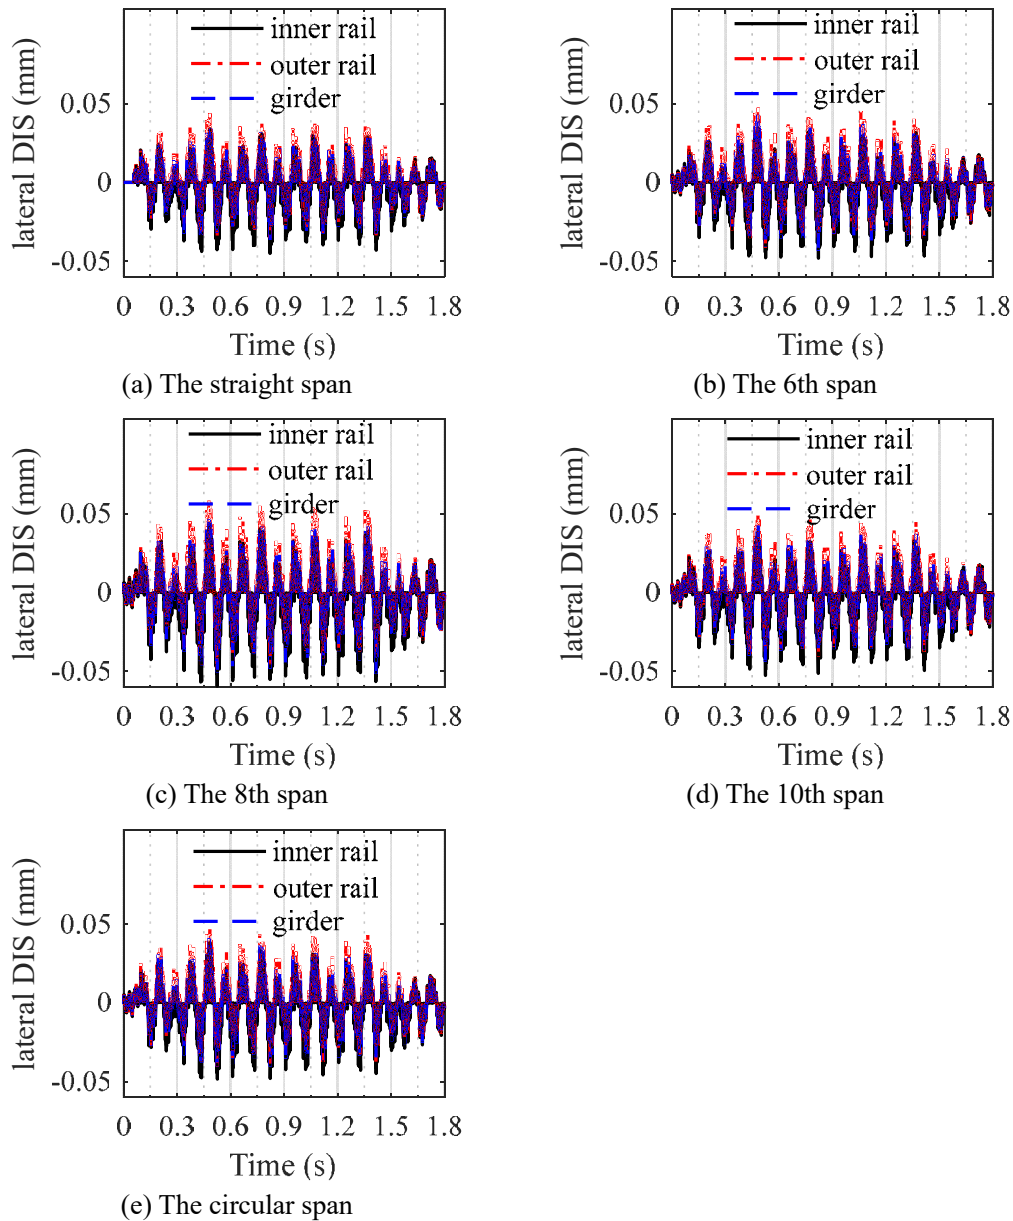 lateral DIS (mm)
inner rail
outer rail
girder
0.05
0
-0.05
0 0.3 0.6 0.9 1.2 1.5 1.8
Time (s)
(a) The straight span
lateral DIS (mm)
inner rail
outer rail
girder
0.05
0
-0.05
0 0.3 0.6 0.9 1.2 1.5 1.8
Time (s)
(b) The 6th span
lateral DIS (mm)
inner rail
outer rail
girder
0.05
0
-0.05
0 0.3 0.6 0.9 1.2 1.5 1.8
Time (s)
(c) The 8th span
lateral DIS (mm)
inner rail
outer rail
girder
0.05
0
-0.05
0 0.3 0.6 0.9 1.2 1.5 1.8
Time (s)
(d) The 10th span
lateral DIS (mm)
inner rail
outer rail
girder
0.05
0
-0.05
0 0.3 0.6 0.9 1.2 1.5 1.8
Time (s)
(e) The circular span